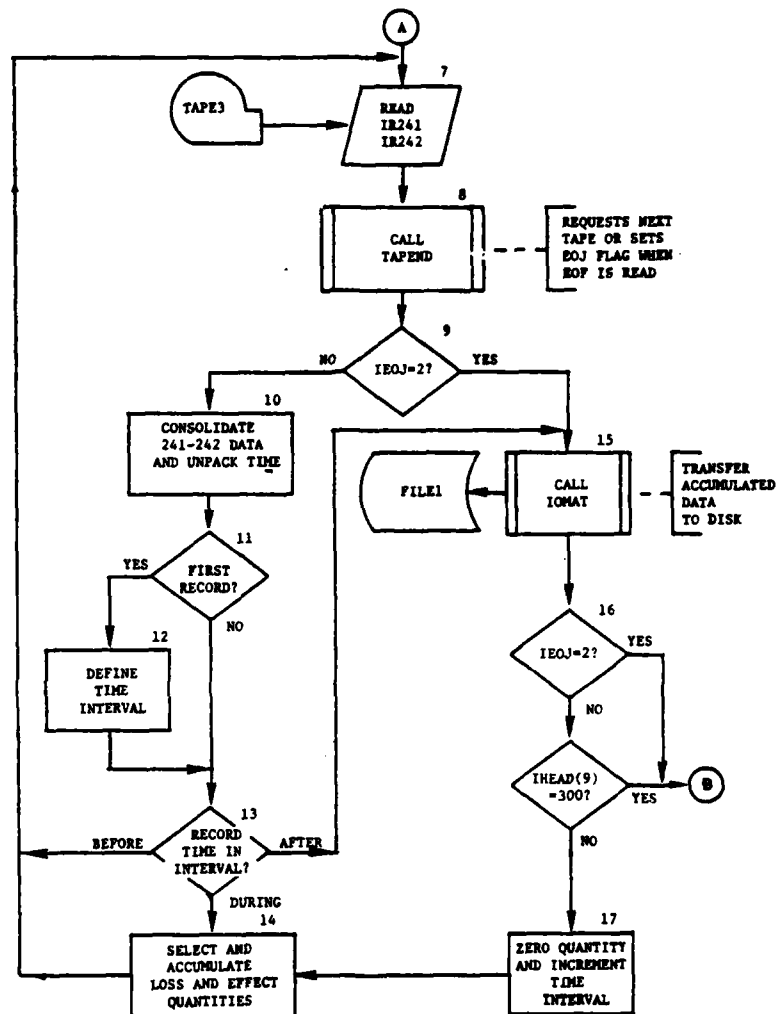 A
7
TAPE3
READ
IR241
IR242
8
CALL
TAPEND
REQUESTS NEXT
TAPE OR SETS
EOJ FLAG WHEN
EOF IS READ
9
NO
IEOJ=2?
YES
10
CONSOLIDATE
241-242 DATA
AND UNPACK TIME
15
FILE1
CALL
IOMAT
TRANSFER
ACCUMULATED
DATA
TO DISK
11
YES
FIRST
RECORD?
NO
12
DEFINE
TIME
INTERVAL
16
IEOJ=2?
YES
NO
IHEAD(9)
=300?
YES
B
NO
13
BEFORE
RECORD
TIME IN
INTERVAL?
AFTER
DURING
14
SELECT AND
ACCUMULATE
LOSS AND EFFECT
QUANTITIES
17
ZERO QUANTITY
AND INCREMENT
TIME
INTERVAL